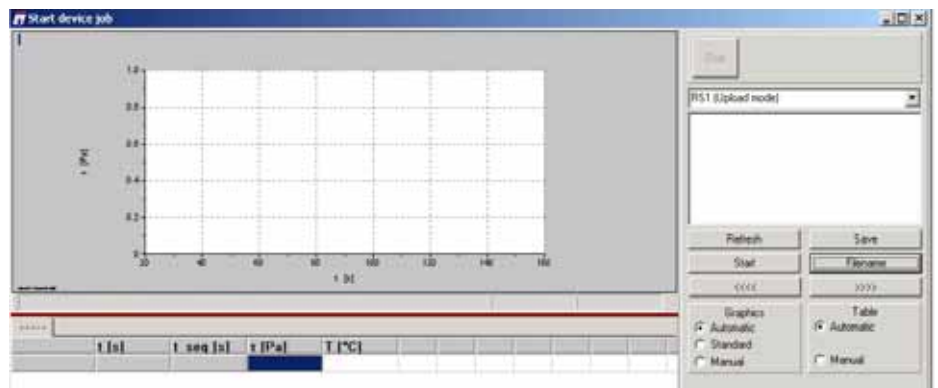 Start device job
1.0
0.8
0.6
0.4
0.2
0
τ [Pa]
20 40 60 80 100 120 140 160
t [s]
RS1 (Upload mode)
Refresh Save
Start Filename
<<<< >>>>
Graphics Table
Automatic Automatic
Standard
Manual Manual
-----
t [s] t_seq [s] τ [Pa] T [°C]